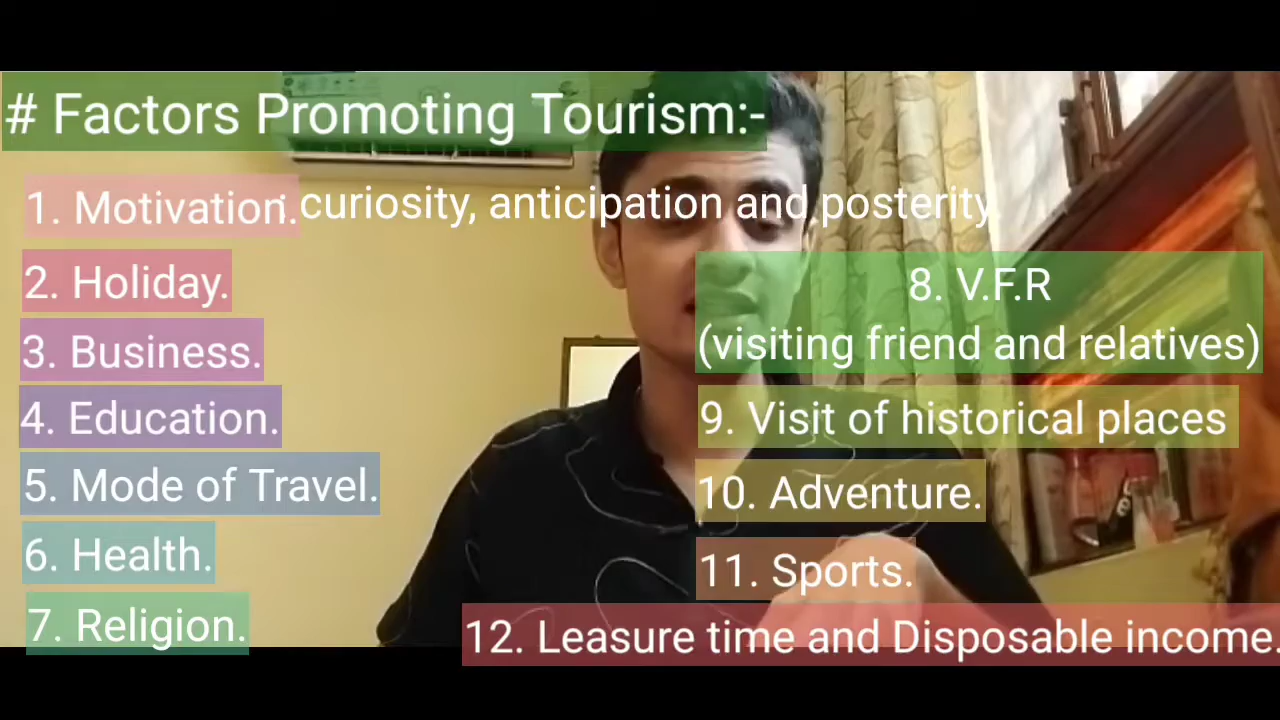 # Factors Promoting Tourism:-
1. Motivation. : curiosity, anticipation and posterity.
2. Holiday.
3. Business.
4. Education.
5. Mode of Travel.
6. Health.
7. Religion.
8. V.F.R
(visiting friend and relatives)
9. Visit of historical places
10. Adventure.
11. Sports.
12. Leasure time and Disposable income.